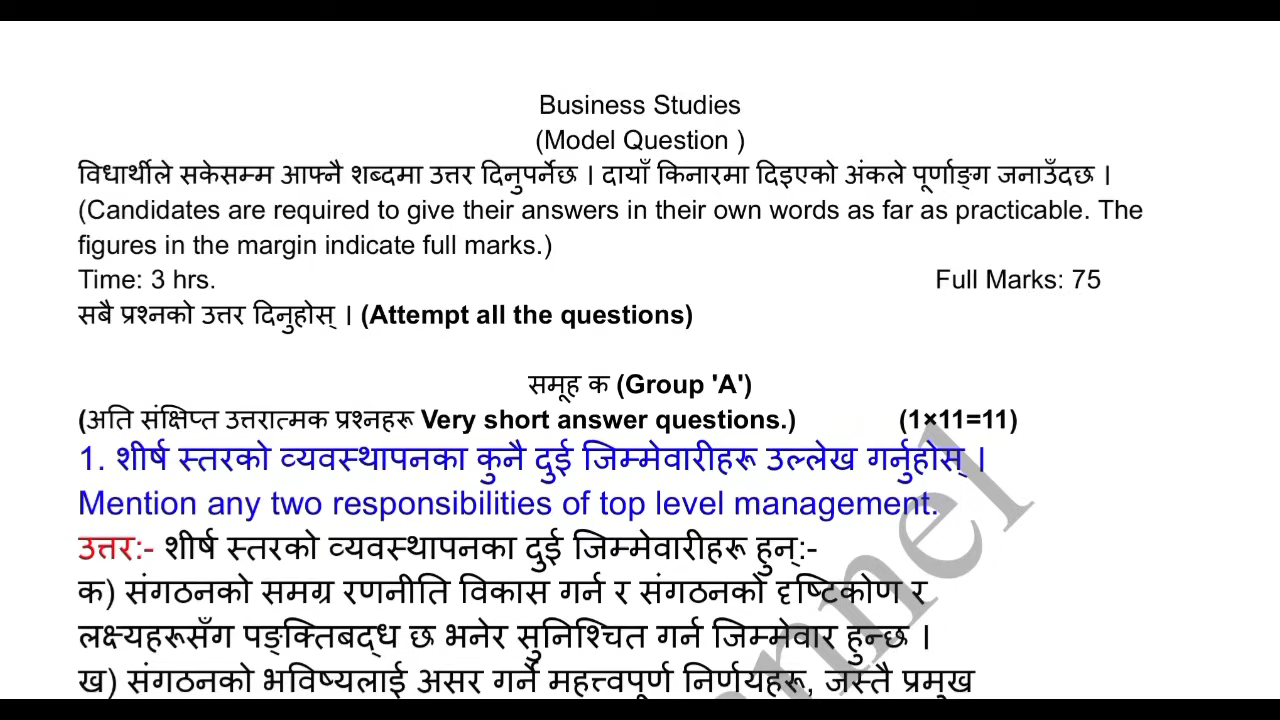 Business Studies
(Model Question )
विधार्थीले सकेसम्म आफ्नै शब्दमा उत्तर दिनुपर्नेछ । दायाँ किनारमा दिइएको अंकले पूर्णाङ्ग जनाउँदछ ।
(Candidates are required to give their answers in their own words as far as practicable. The
figures in the margin indicate full marks.)
Time: 3 hrs. Full Marks: 75
सबै प्रश्नको उत्तर दिनुहोस् । (Attempt all the questions)
समूह क (Group 'A')
(अति संक्षिप्त उत्तरात्मक प्रश्नहरू Very short answer questions.) (1×11=11)
1. शीर्ष स्तरको व्यवस्थापनका कुनै दुई जिम्मेवारीहरू उल्लेख गर्नुहोस् ।
Mention any two responsibilities of top level management.
उत्तर:- शीर्ष स्तरको व्यवस्थापनका दुई जिम्मेवारीहरू हुन्:-
क) संगठनको समग्र रणनीति विकास गर्न र संगठनको दृष्टिकोण र
लक्ष्यहरूसँग पङ्क्तिबद्ध छ भनेर सुनिश्चित गर्न जिम्मेवार हुन्छ ।
ख) संगठनको भविष्यलाई असर गर्ने महत्त्वपूर्ण निर्णयहरू, जस्तै प्रमुख